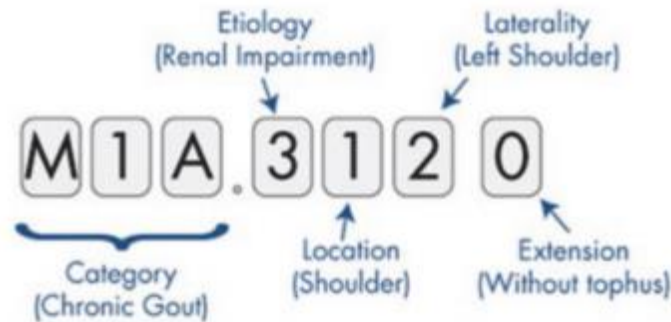 Etiology
(Renal Impairment)
Laterality
(Left Shoulder)
M1A.3120
Category
(Chronic Gout)
Location
(Shoulder)
Extension
(Without tophus)